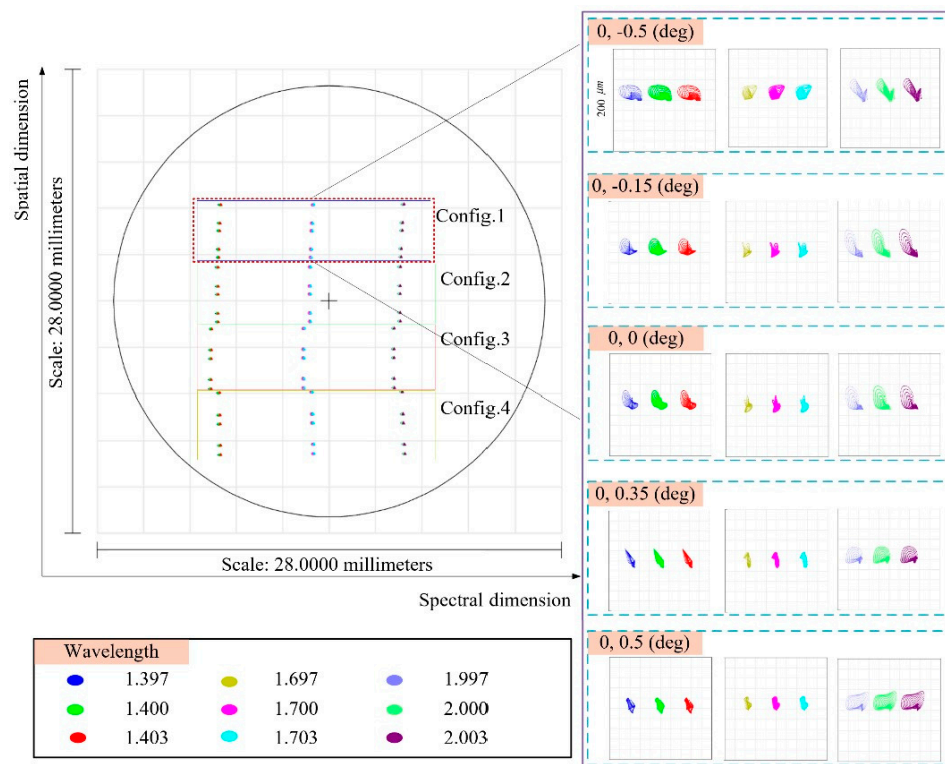 Spatial dimension
Scale: 28.0000 millimeters
Config.1
Config.2
Config.3
Config.4
Scale: 28.0000 millimeters
Spectral dimension
0, -0.5 (deg)
200 μm
0, -0.15 (deg)
0, 0 (deg)
0, 0.35 (deg)
0, 0.5 (deg)
Wavelength
1.397 1.697 1.997
1.400 1.700 2.000
1.403 1.703 2.003